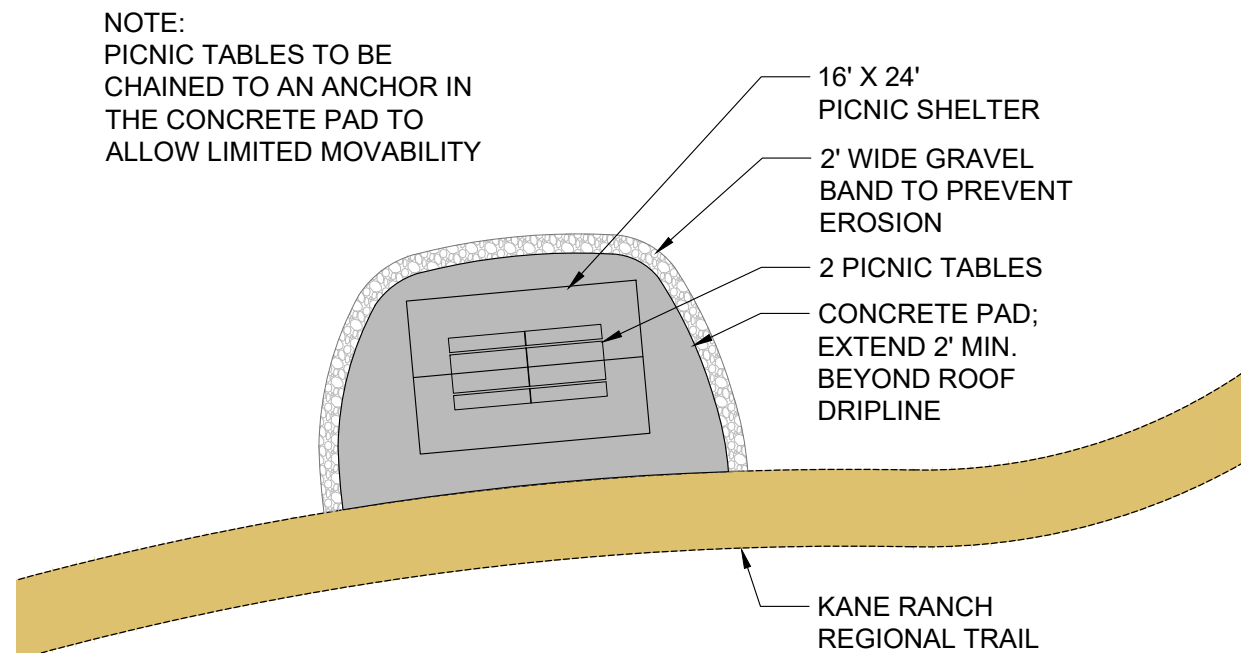 NOTE:
PICNIC TABLES TO BE
CHAINED TO AN ANCHOR IN
THE CONCRETE PAD TO
ALLOW LIMITED MOVABILITY
16' X 24'
PICNIC SHELTER
2' WIDE GRAVEL
BAND TO PREVENT
EROSION
2 PICNIC TABLES
CONCRETE PAD;
EXTEND 2' MIN.
BEYOND ROOF
DRIPLINE
KANE RANCH
REGIONAL TRAIL